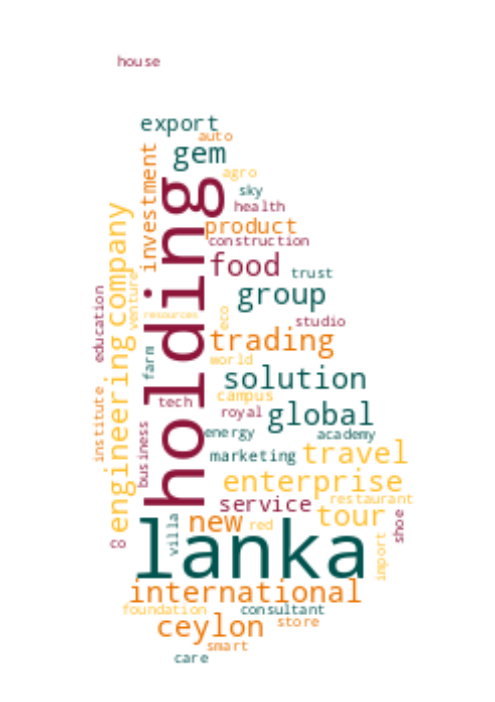 house
export
auto
gem
investment
agro
sky
health
holding
product
construction
company
food
trust
education
venture
group
resources
eco
studio
trading
farm
world
solution
campus
tech
royal
global
institute
engineering
business
energy
academy
marketing
travel
enterprise
restaurant
service
tour
new
red
shoe
co
villa
lanka
import
international
foundation
consultant
ceylon
store
smart
care